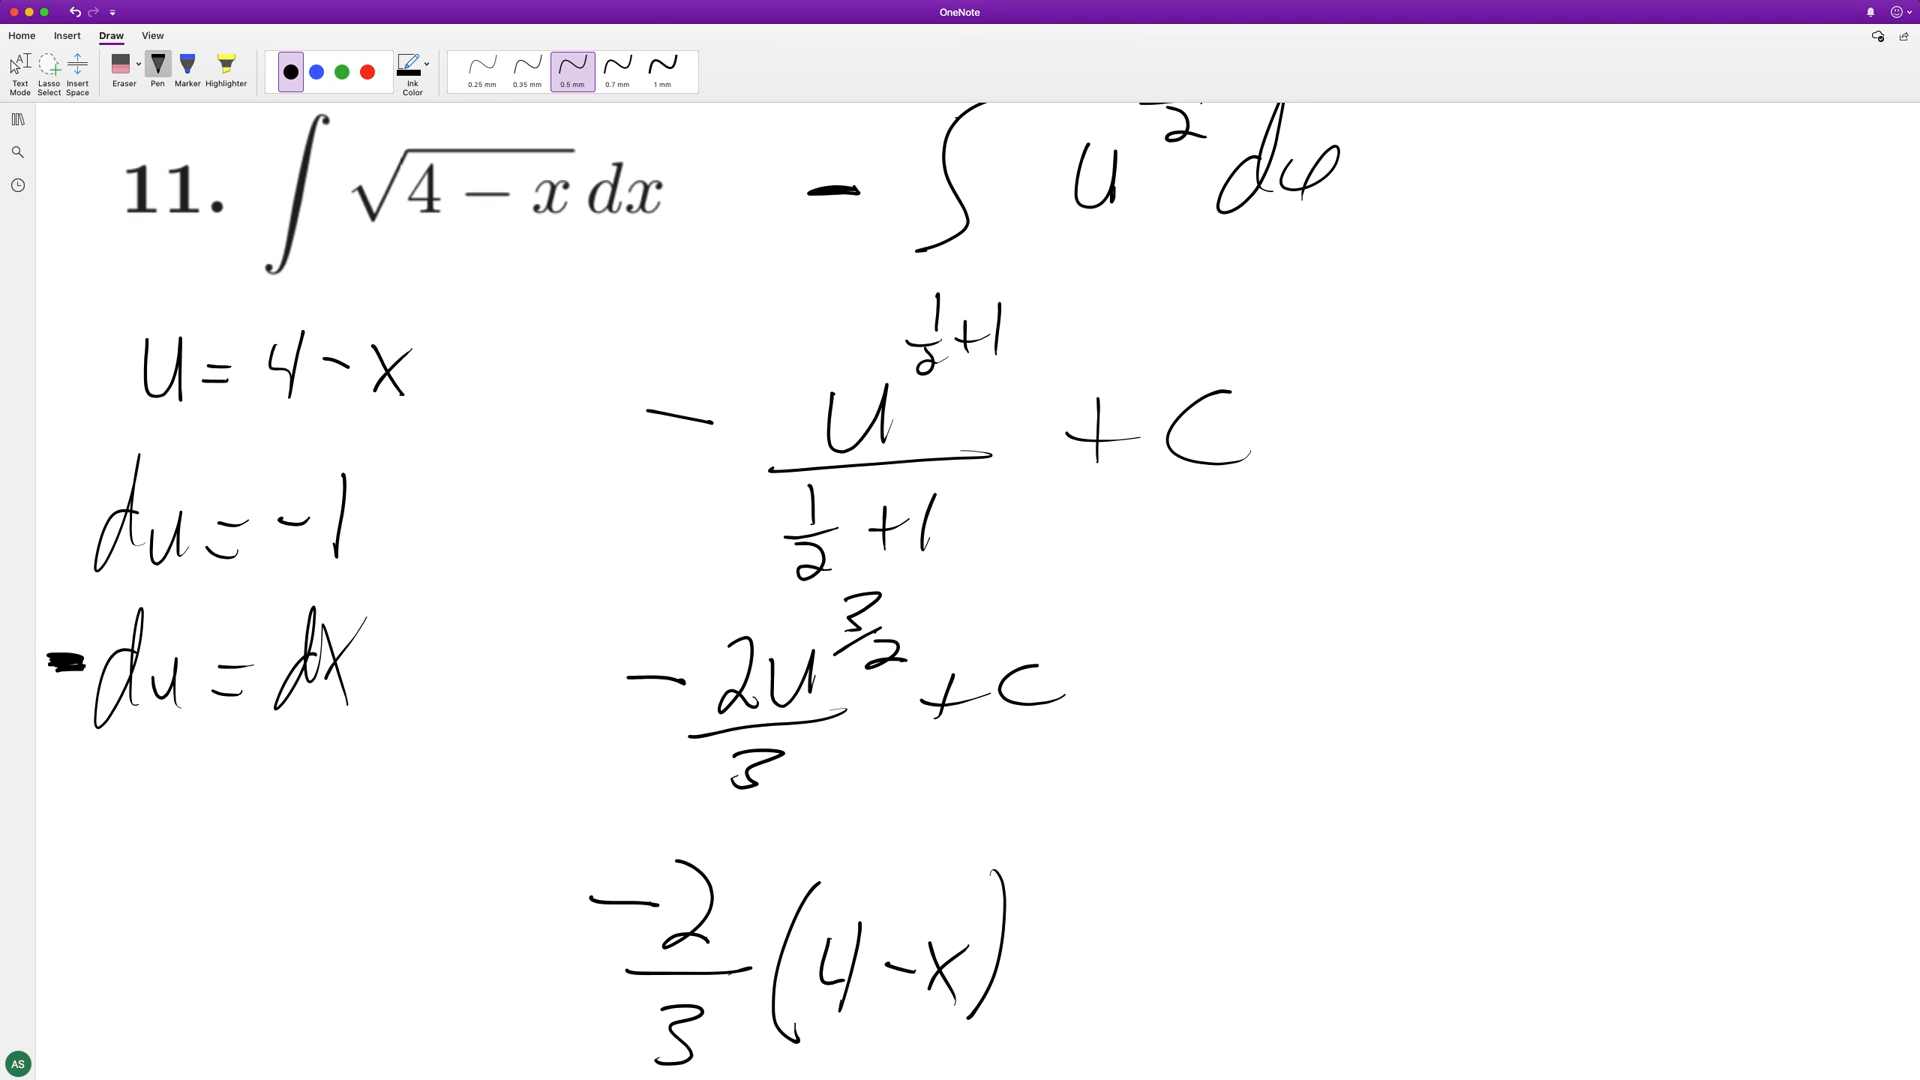 OneNote
Home Insert Draw View
Text Mode Lasso Select Insert Space Eraser Pen Marker Highlighter Ink Color 0.25 mm 0.35 mm 0.5 mm 0.7 mm 1 mm
11. ∫ √(4 − x) dx
− ∫ u^(/2) du
u = 4 − x
− u^(1/2 + 1) / (1/2 + 1) + C
du = −1
−du = dx
− 2u^(3/2) / 3 + C
−2/3 (4 − x)
AS